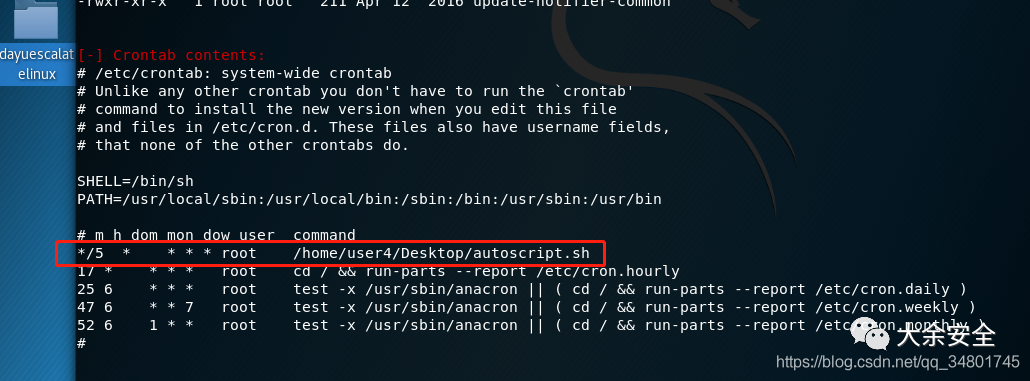 -rwxr-xr-x 1 root root 211 Apr 12 2016 update-notifier-common
dayuescalat
elinux
[-] Crontab contents:
# /etc/crontab: system-wide crontab
# Unlike any other crontab you don't have to run the `crontab'
# command to install the new version when you edit this file
# and files in /etc/cron.d. These files also have username fields,
# that none of the other crontabs do.
SHELL=/bin/sh
PATH=/usr/local/sbin:/usr/local/bin:/sbin:/bin:/usr/sbin:/usr/bin
# m h dom mon dow user command
*/5 * * * * root /home/user4/Desktop/autoscript.sh
17 * * * * root cd / && run-parts --report /etc/cron.hourly
25 6 * * * root test -x /usr/sbin/anacron || ( cd / && run-parts --report /etc/cron.daily )
47 6 * * 7 root test -x /usr/sbin/anacron || ( cd / && run-parts --report /etc/cron.weekly )
52 6 1 * * root test -x /usr/sbin/anacron || ( cd / && run-parts --report /etc/cron.monthly )
#
大余安全
https://blog.csdn.net/qq_34801745